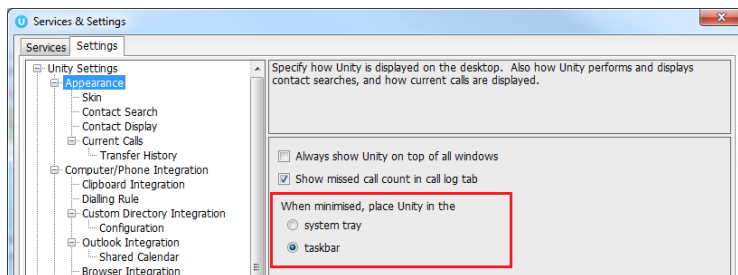 Services & Settings
Services Settings
Unity Settings
Appearance
Skin
Contact Search
Contact Display
Current Calls
Transfer History
Computer/Phone Integration
Clipboard Integration
Dialling Rule
Custom Directory Integration
Configuration
Outlook Integration
Shared Calendar
Browser Integration
Specify how Unity is displayed on the desktop. Also how Unity performs and displays
contact searches, and how current calls are displayed.
Always show Unity on top of all windows
Show missed call count in call log tab
When minimised, place Unity in the
system tray
taskbar